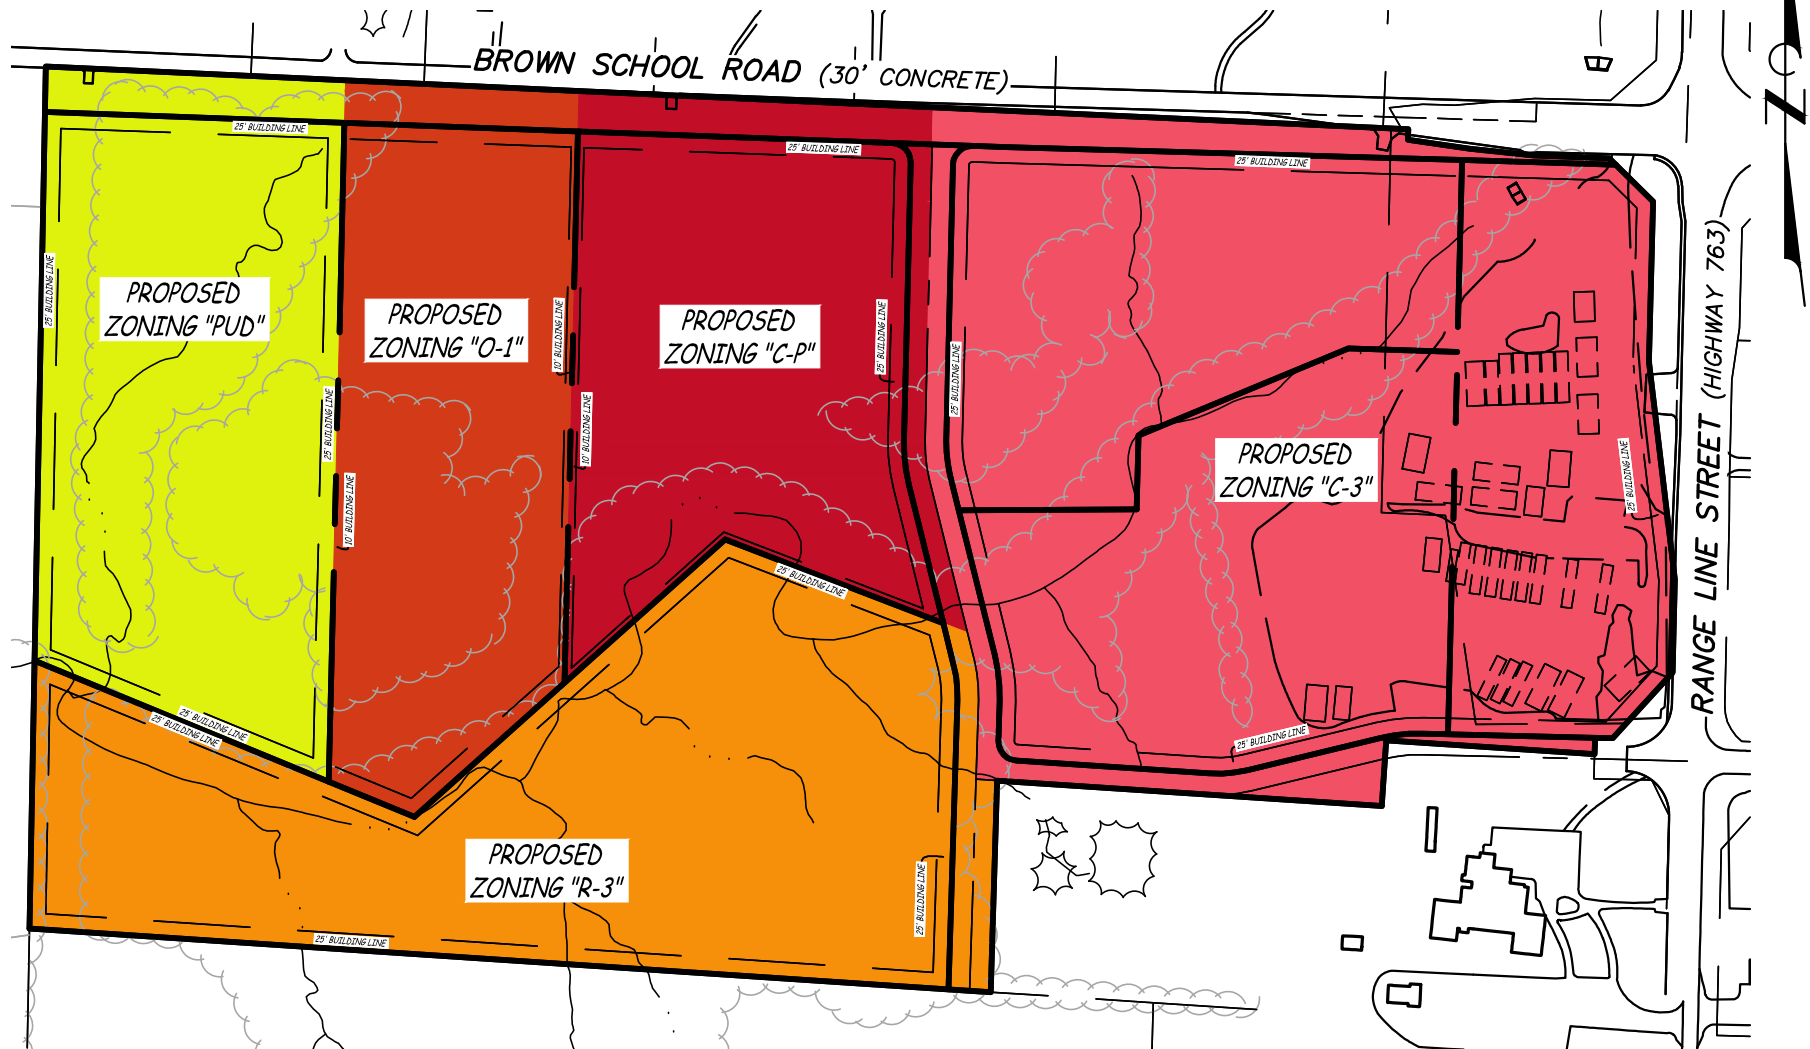 BROWN SCHOOL ROAD (30' CONCRETE)
N
25' BUILDING LINE
25' BUILDING LINE
25' BUILDING LINE
25' BUILDING LINE
PROPOSED
ZONING "PUD"
PROPOSED
ZONING "O-1"
10' BUILDING LINE
PROPOSED
ZONING "C-P"
25' BUILDING LINE
25' BUILDING LINE
25' BUILDING LINE
10' BUILDING LINE
10' BUILDING LINE
PROPOSED
ZONING "C-3"
25' BUILDING LINE
RANGE LINE STREET (HIGHWAY 763)
25' BUILDING LINE
25' BUILDING LINE
25' BUILDING LINE
25' BUILDING LINE
PROPOSED
ZONING "R-3"
25' BUILDING LINE
25' BUILDING LINE